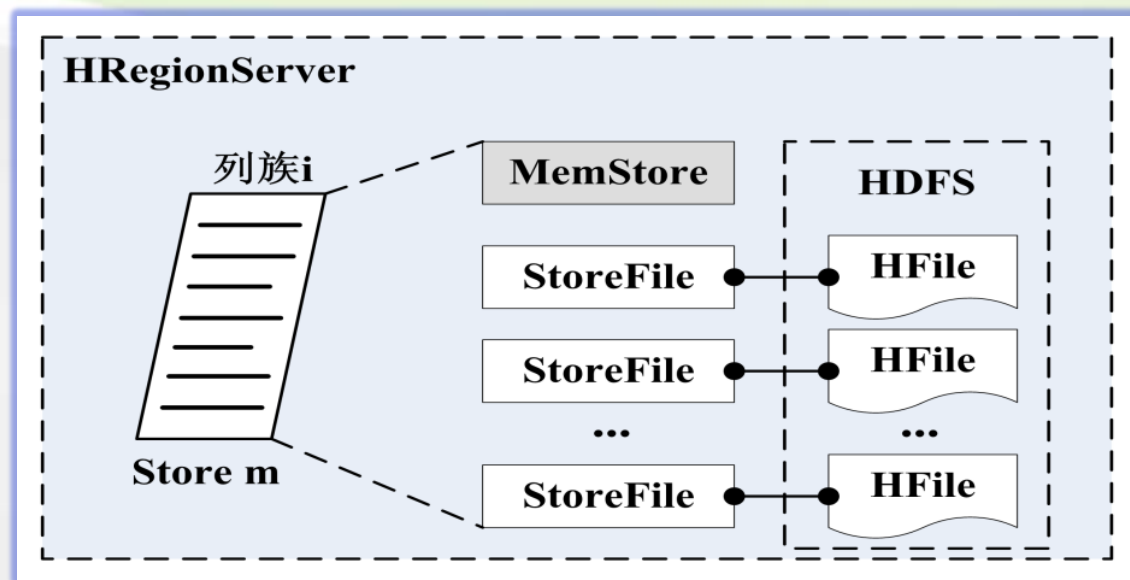 HRegionServer
列族i
Store m
MemStore
StoreFile
StoreFile
...
StoreFile
HDFS
HFile
HFile
...
HFile